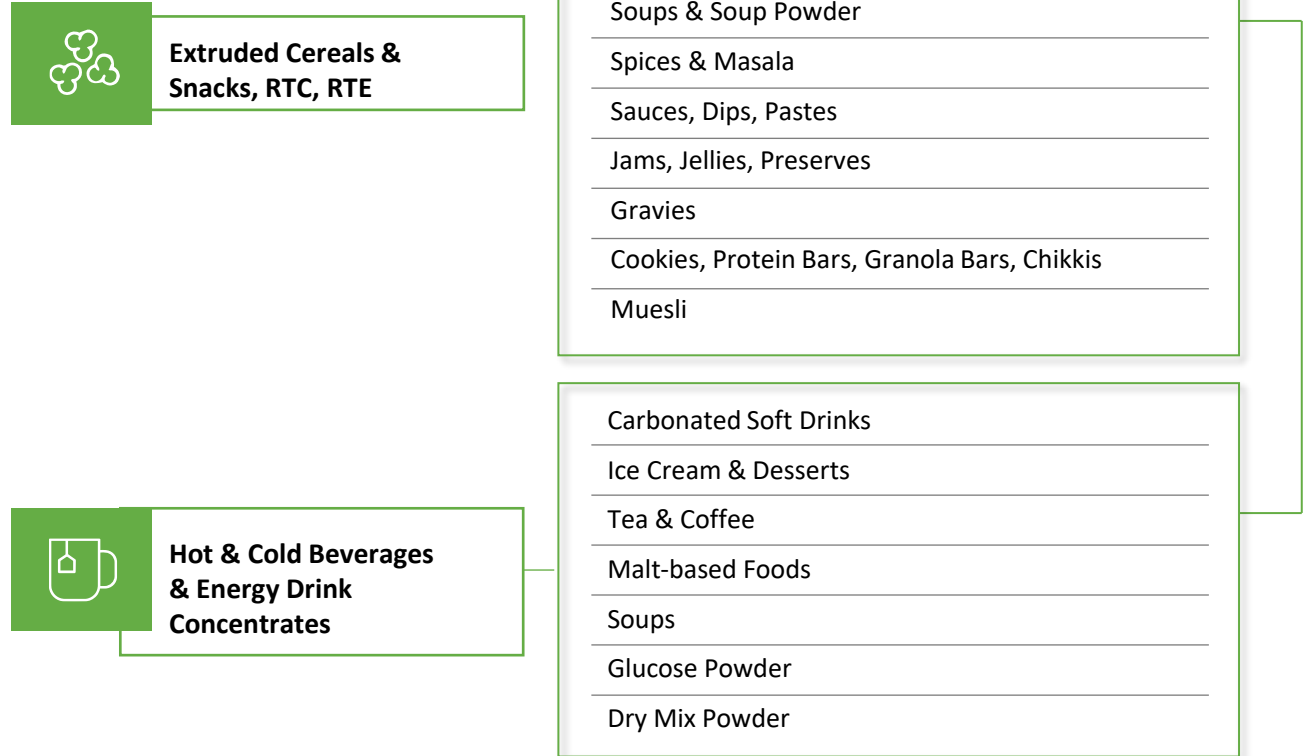 Extruded Cereals &
Snacks, RTC, RTE
Soups & Soup Powder
Spices & Masala
Sauces, Dips, Pastes
Jams, Jellies, Preserves
Gravies
Cookies, Protein Bars, Granola Bars, Chikkis
Muesli
Hot & Cold Beverages
& Energy Drink
Concentrates
Carbonated Soft Drinks
Ice Cream & Desserts
Tea & Coffee
Malt-based Foods
Soups
Glucose Powder
Dry Mix Powder